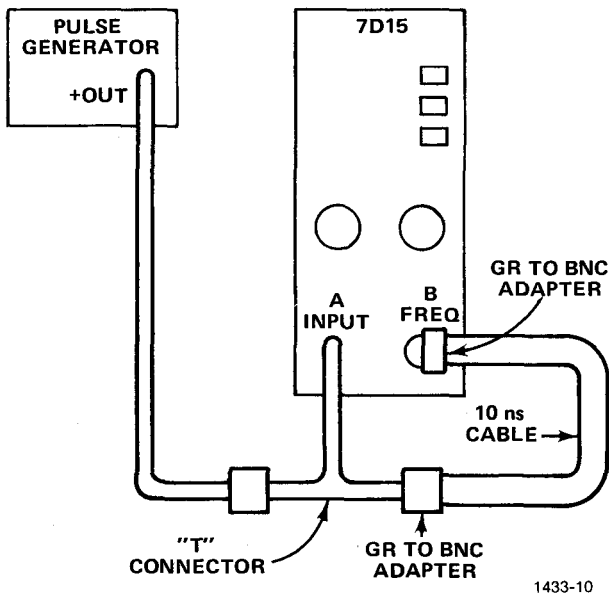 PULSE
GENERATOR
+OUT
7D15
A
INPUT
B
FREQ
GR TO BNC
ADAPTER
10 ns
CABLE
"T"
CONNECTOR
GR TO BNC
ADAPTER
1433-10